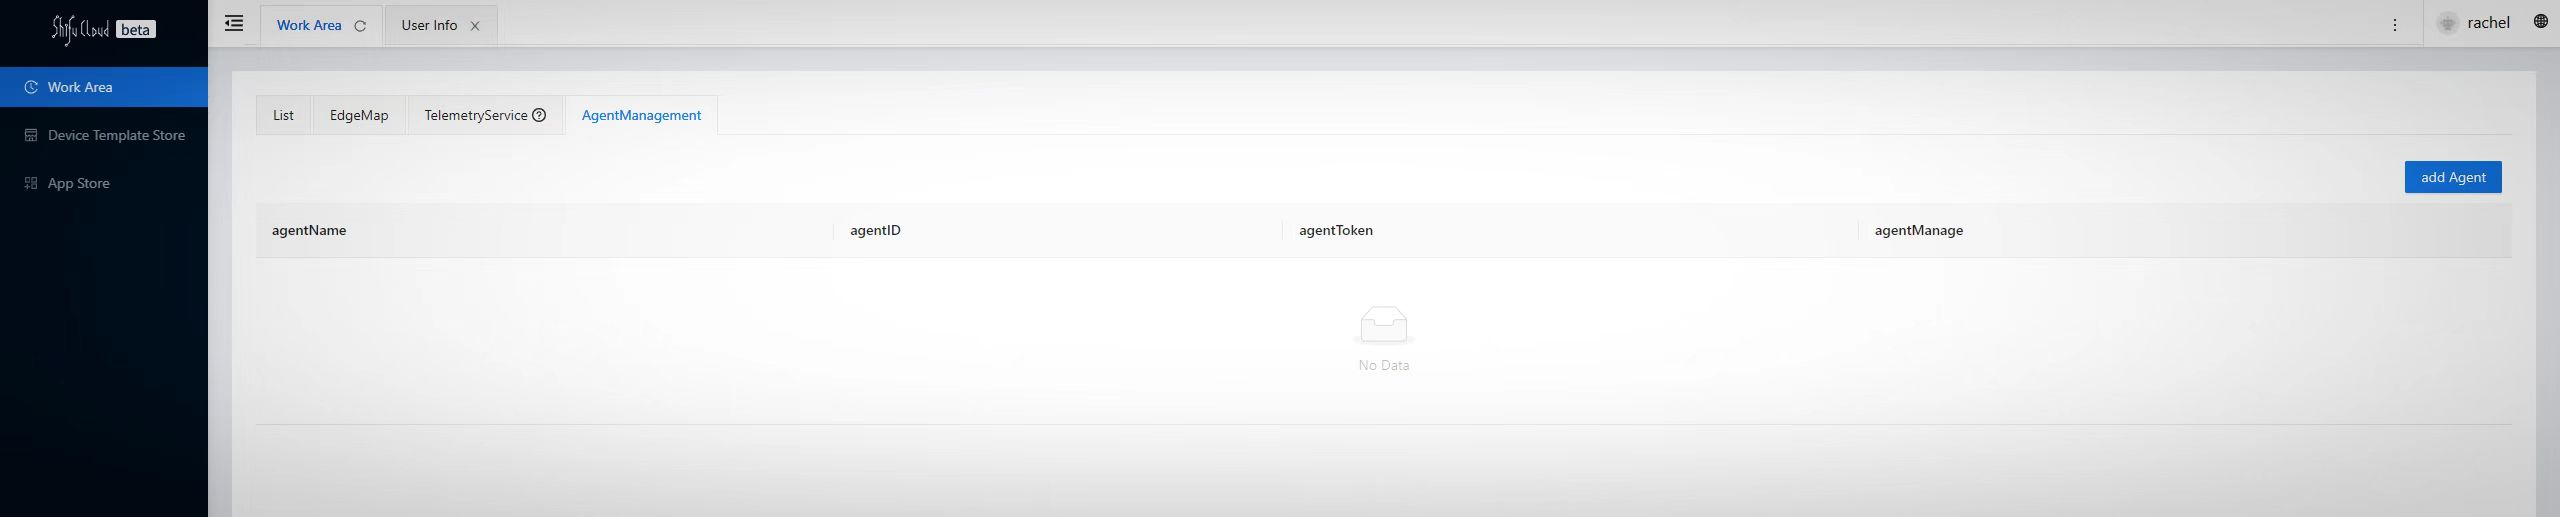 Shifu Cloud beta
Work Area
User Info
rachel
Work Area
Device Template Store
App Store
List
EdgeMap
TelemetryService
AgentManagement
add Agent
agentName
agentID
agentToken
agentManage
No Data